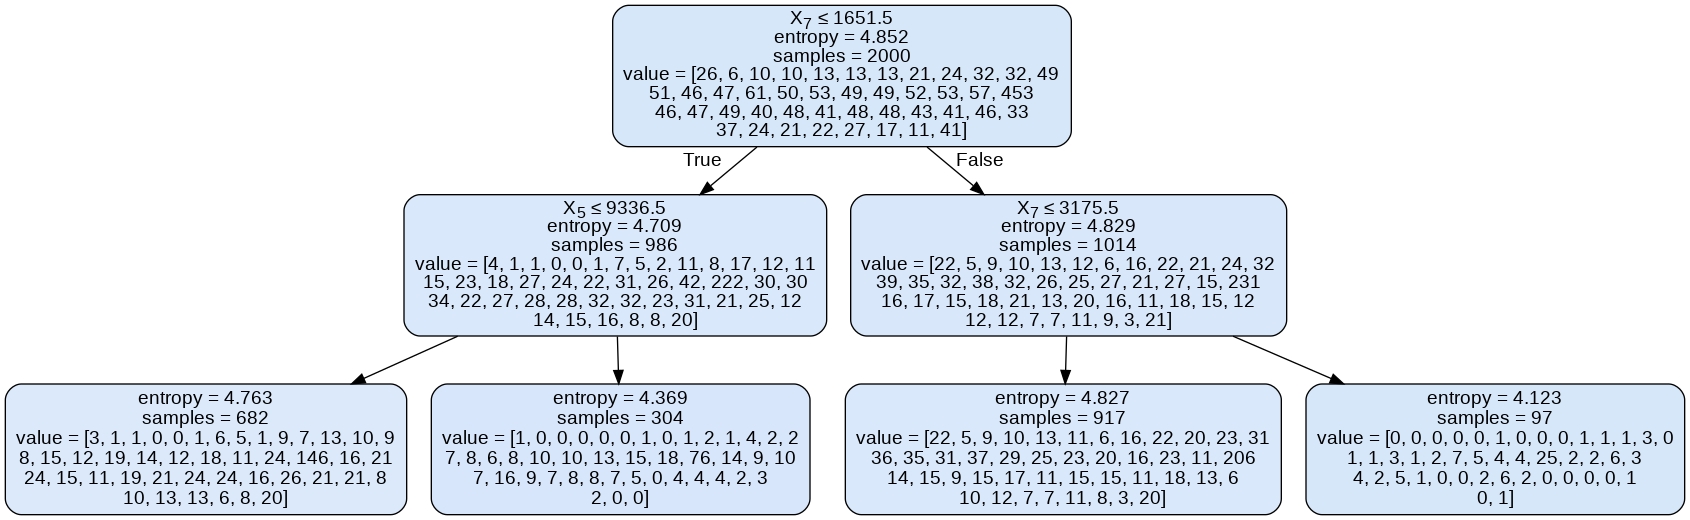 X7 ≤ 1651.5
entropy = 4.852
samples = 2000
value = [26, 6, 10, 10, 13, 13, 13, 21, 24, 32, 32, 49
51, 46, 47, 61, 50, 53, 49, 49, 52, 53, 57, 453
46, 47, 49, 40, 48, 41, 48, 48, 43, 41, 46, 33
37, 24, 21, 22, 27, 17, 11, 41]
True
False
X5 ≤ 9336.5
entropy = 4.709
samples = 986
value = [4, 1, 1, 0, 0, 1, 7, 5, 2, 11, 8, 17, 12, 11
15, 23, 18, 27, 24, 22, 31, 26, 42, 222, 30, 30
34, 22, 27, 28, 28, 32, 32, 23, 31, 21, 25, 12
14, 15, 16, 8, 8, 20]
X7 ≤ 3175.5
entropy = 4.829
samples = 1014
value = [22, 5, 9, 10, 13, 12, 6, 16, 22, 21, 24, 32
39, 35, 32, 38, 32, 26, 25, 27, 21, 27, 15, 231
16, 17, 15, 18, 21, 13, 20, 16, 11, 18, 15, 12
12, 12, 7, 7, 11, 9, 3, 21]
entropy = 4.763
samples = 682
value = [3, 1, 1, 0, 0, 1, 6, 5, 1, 9, 7, 13, 10, 9
8, 15, 12, 19, 14, 12, 18, 11, 24, 146, 16, 21
24, 15, 11, 19, 21, 24, 24, 16, 26, 21, 21, 8
10, 13, 13, 6, 8, 20]
entropy = 4.369
samples = 304
value = [1, 0, 0, 0, 0, 0, 1, 0, 1, 2, 1, 4, 2, 2
7, 8, 6, 8, 10, 10, 13, 15, 18, 76, 14, 9, 10
7, 16, 9, 7, 8, 8, 7, 5, 0, 4, 4, 4, 2, 3
2, 0, 0]
entropy = 4.827
samples = 917
value = [22, 5, 9, 10, 13, 11, 6, 16, 22, 20, 23, 31
36, 35, 31, 37, 29, 25, 23, 20, 16, 23, 11, 206
14, 15, 9, 15, 17, 11, 15, 15, 11, 18, 13, 6
10, 12, 7, 7, 11, 8, 3, 20]
entropy = 4.123
samples = 97
value = [0, 0, 0, 0, 0, 1, 0, 0, 0, 1, 1, 1, 3, 0
1, 1, 3, 1, 2, 7, 5, 4, 4, 25, 2, 2, 6, 3
4, 2, 5, 1, 0, 0, 2, 6, 2, 0, 0, 0, 0, 1
0, 1]